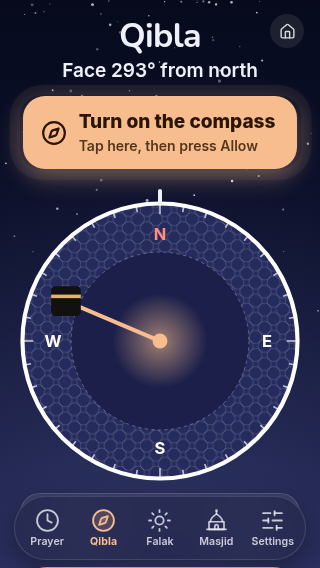 Qibla
Face 293° from north
Turn on the compass
Tap here, then press Allow
N
W
E
S
Prayer
Qibla
Falak
Masjid
Settings